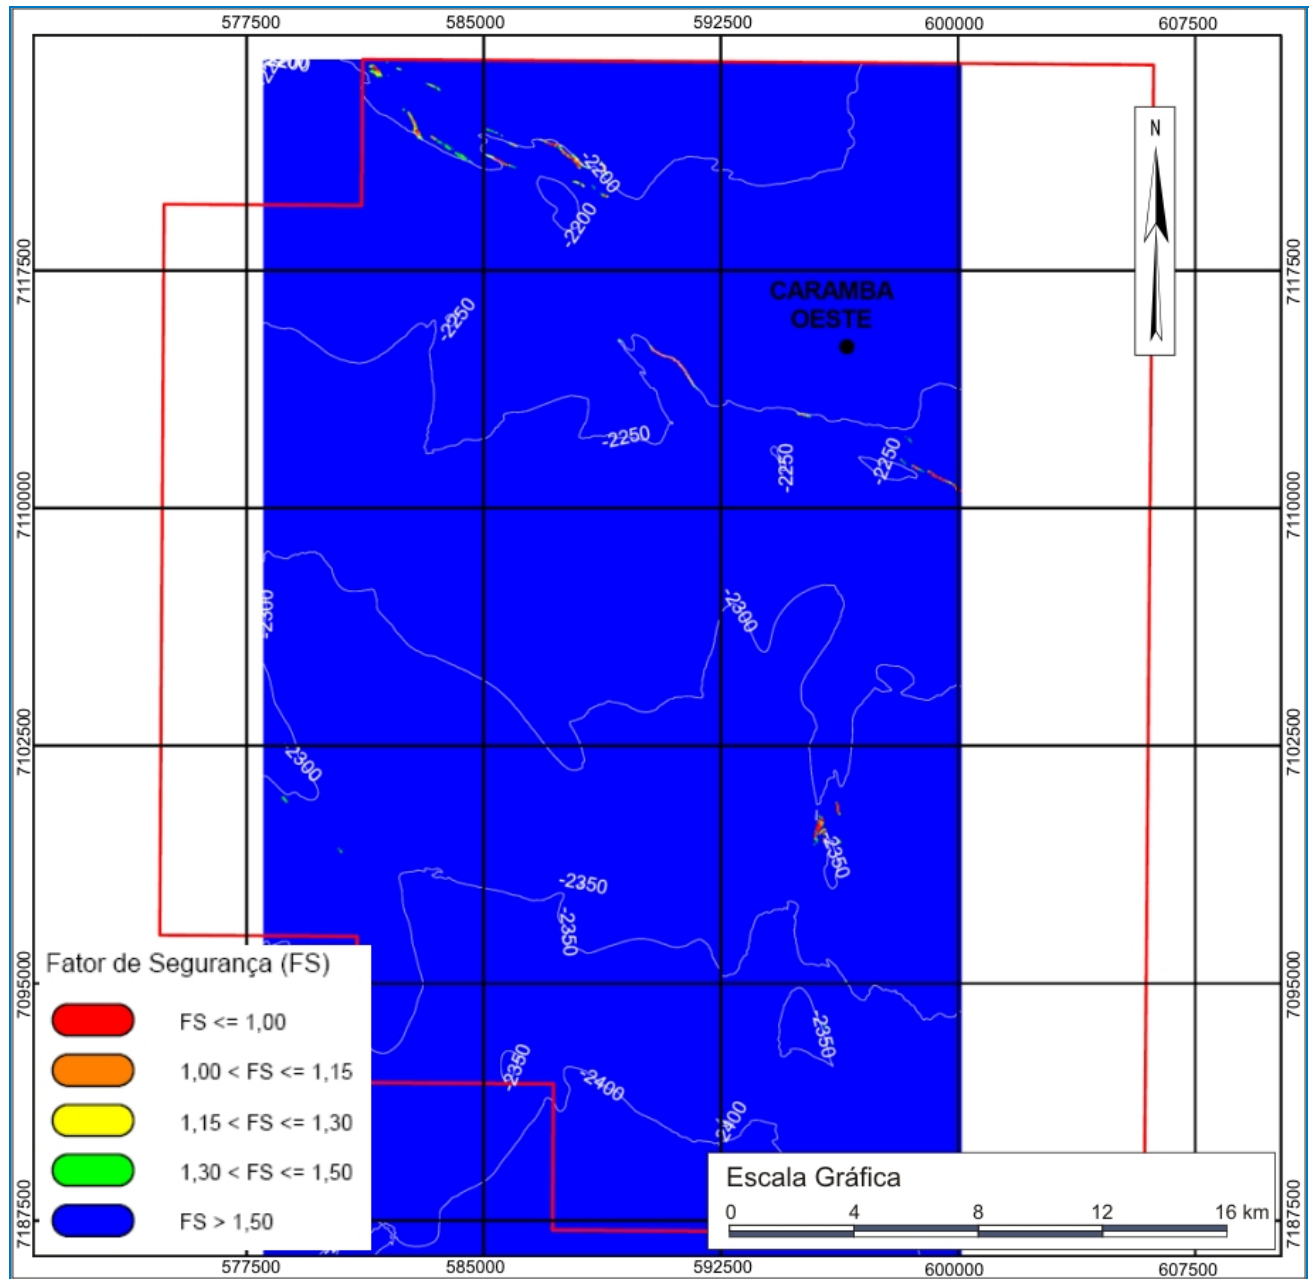 577500 585000 592500 600000 607500
-2200
N
-2200
-2200
7117500 7117500
CARAMBA
OESTE
-2250
-2250
-2250
-2250
7110000 7110000
-2300
-2300
7102500 7102500
-2300
-2350
-2350
-2350
Fator de Segurança (FS)
7095000 7095000
FS <= 1,00
-2350
1,00 < FS <= 1,15
-2350
-2400
1,15 < FS <= 1,30
-2400
1,30 < FS <= 1,50
Escala Gráfica
FS > 1,50
0 4 8 12 16 km
7187500 7187500
577500 585000 592500 600000 607500